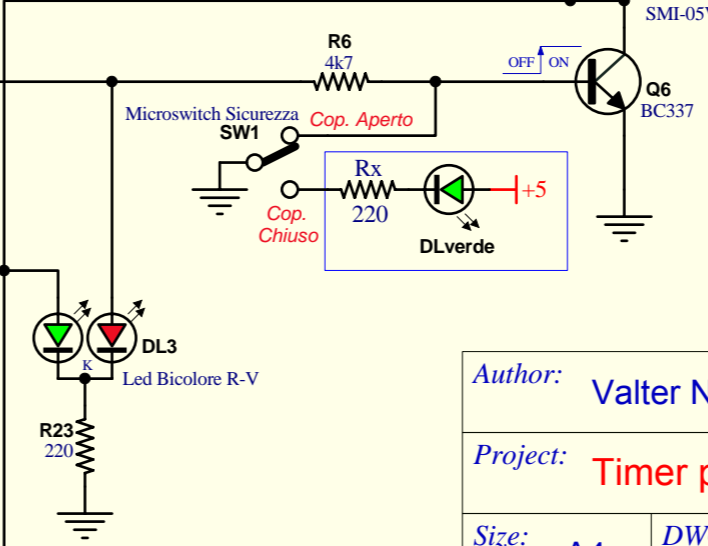 SMI-05
R6
4k7
OFF ON
Q6
BC337
Microswitch Sicurezza
SW1
Cop. Aperto
Rx
220
+5
Cop.
Chiuso
DLverde
DL3
K
Led Bicolore R-V
R23
220
Author: Valter N
Project: Timer p
Size:
DW